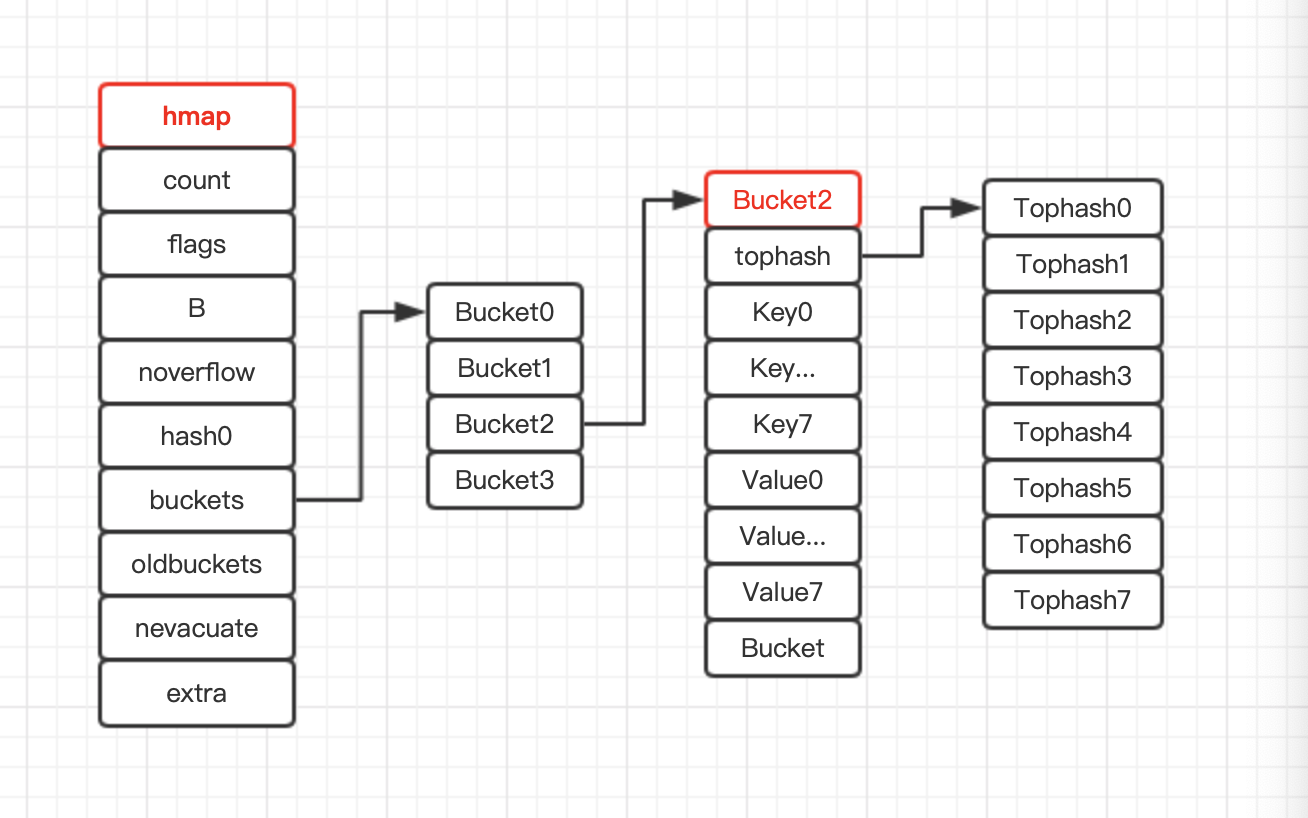 hmap
count
flags
B
noverflow
hash0
buckets
oldbuckets
nevacuate
extra
Bucket0
Bucket1
Bucket2
Bucket3
Bucket2
tophash
Key0
Key...
Key7
Value0
Value...
Value7
Bucket
Tophash0
Tophash1
Tophash2
Tophash3
Tophash4
Tophash5
Tophash6
Tophash7